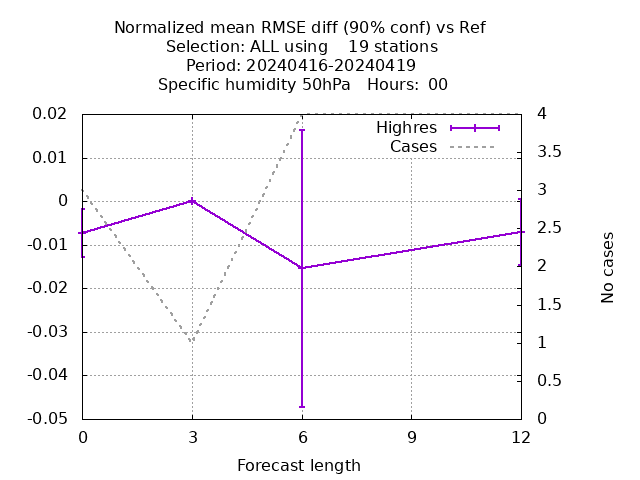 Normalized mean RMSE diff (90% conf) vs Ref
Selection: ALL using    19 stations
Period: 20240416-20240419
Specific humidity 50hPa   Hours:  00
Highres
Cases
0.02
0.01
0
-0.01
-0.02
-0.03
-0.04
-0.05
4
3.5
3
2.5
2
1.5
1
0.5
0
No cases
0 3 6 9 12
Forecast length